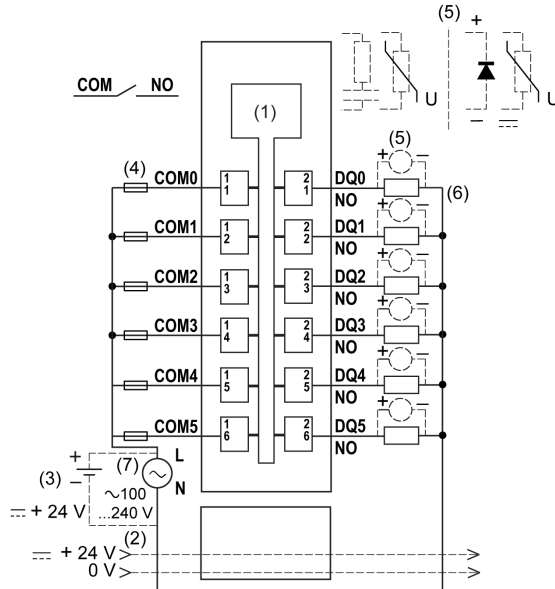 (5)
+
COM NO
(1)
U
U
−
(4)
(5)
+ −
COM0
1
1
2
1
DQ0
NO
(6)
+ −
COM1
1
2
2
2
DQ1
NO
+ −
COM2
1
3
2
3
DQ2
NO
+ −
COM3
1
4
2
4
DQ3
NO
+ −
COM4
1
5
2
5
DQ4
NO
+ −
COM5
1
6
2
6
DQ5
NO
+
(3)
−
(7)
L
N
~100
...240 V
+ 24 V
(2)
+ 24 V
0 V